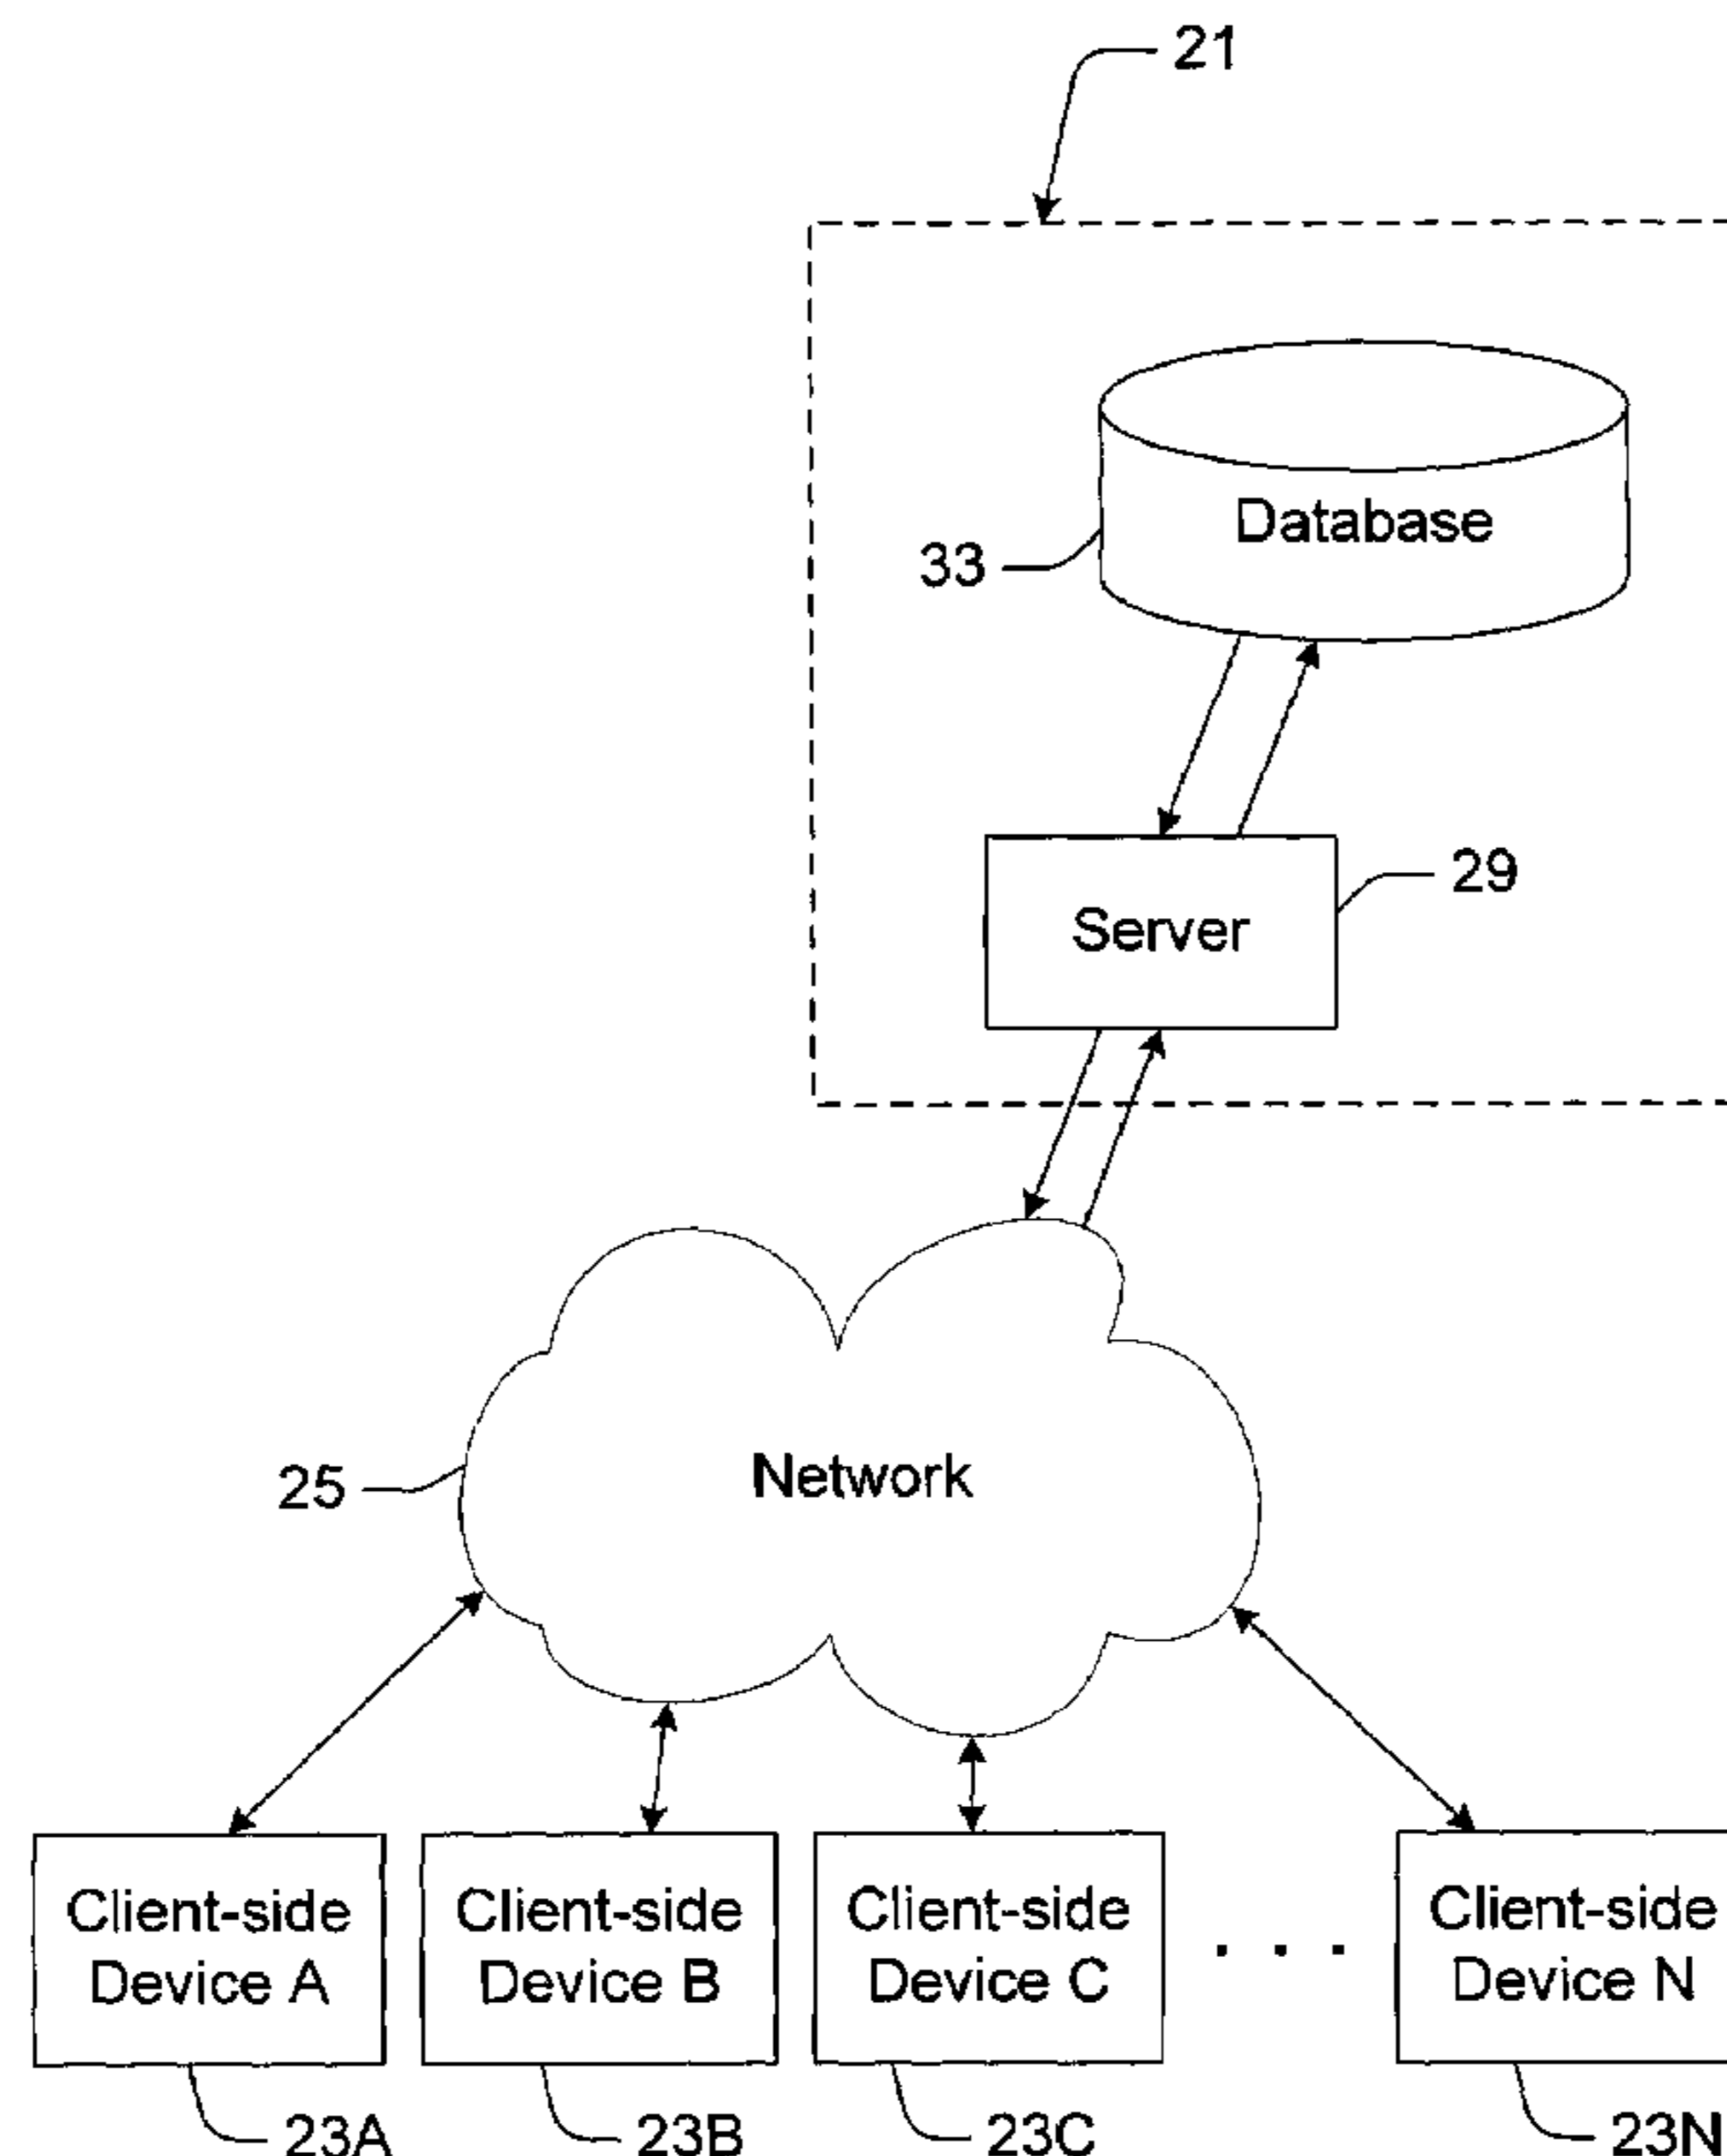 21
Database
33
29
Server
Network
25
Client-side
Device A
Client-side
Device B
Client-side
Device C
. . .
Client-side
Device N
23A
23B
23C
23N